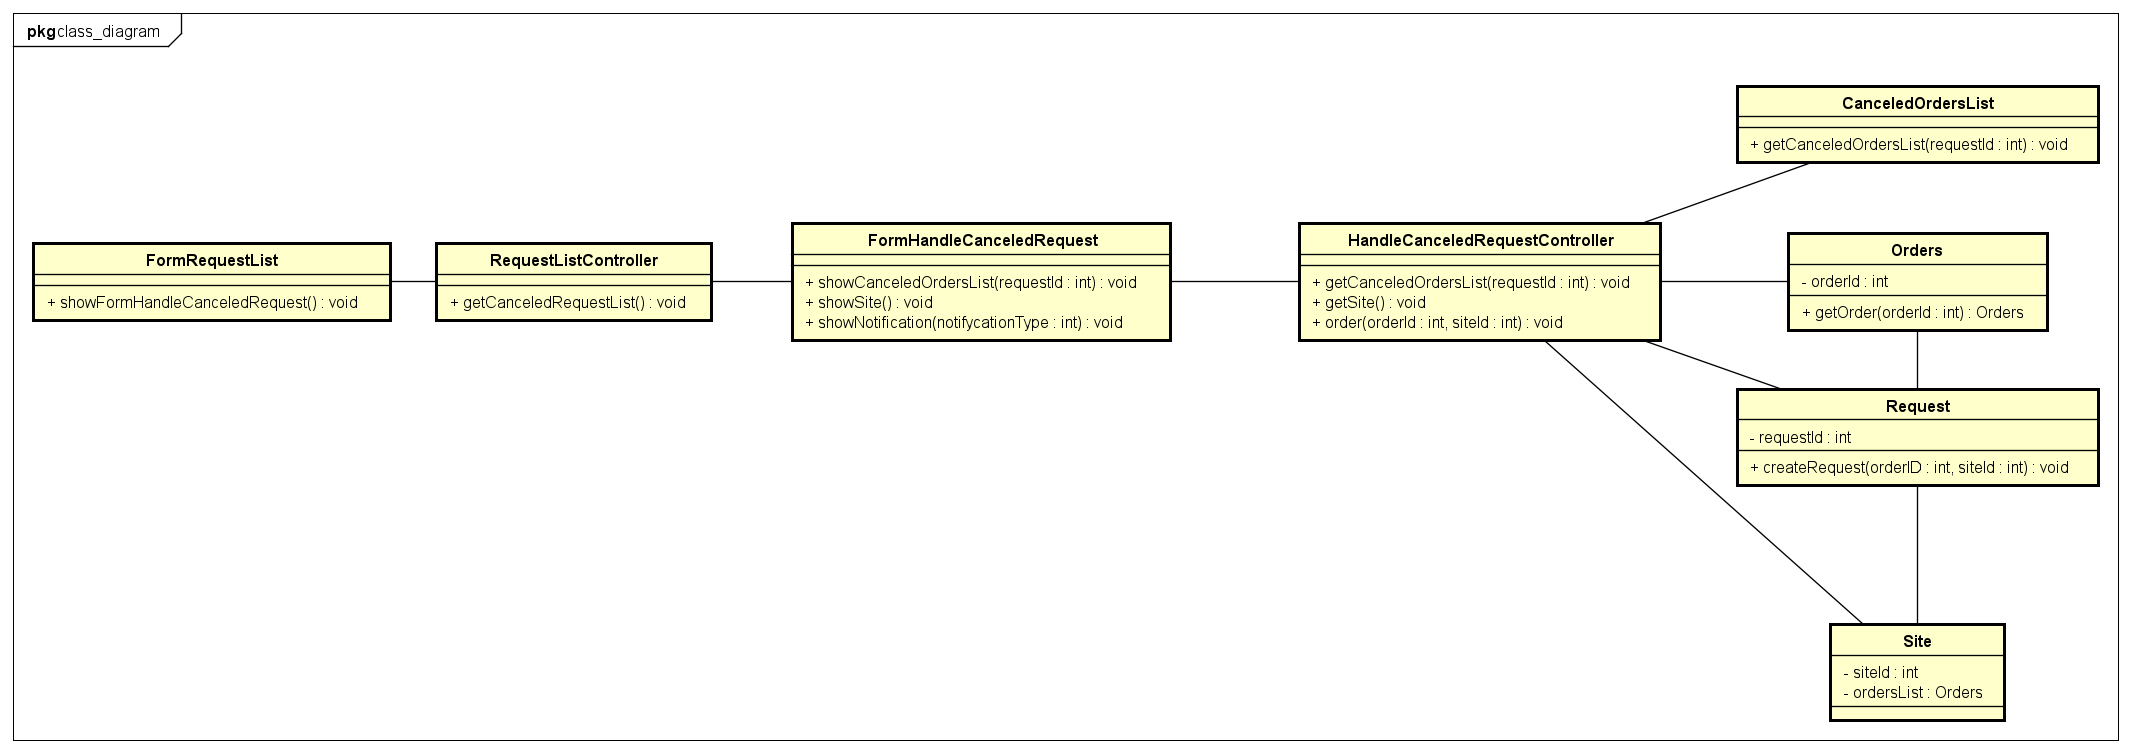 pkg class_diagram
CanceledOrdersList
+ getCanceledOrdersList(requestId : int) : void
FormRequestList
+ showFormHandleCanceledRequest() : void
RequestListController
+ getCanceledRequestList() : void
FormHandleCanceledRequest
+ showCanceledOrdersList(requestId : int) : void
+ showSite() : void
+ showNotification(notifycationType : int) : void
HandleCanceledRequestController
+ getCanceledOrdersList(requestId : int) : void
+ getSite() : void
+ order(orderId : int, siteId : int) : void
Orders
- orderId : int
+ getOrder(orderId : int) : Orders
Request
- requestId : int
+ createRequest(orderID : int, siteId : int) : void
Site
- siteId : int
- ordersList : Orders